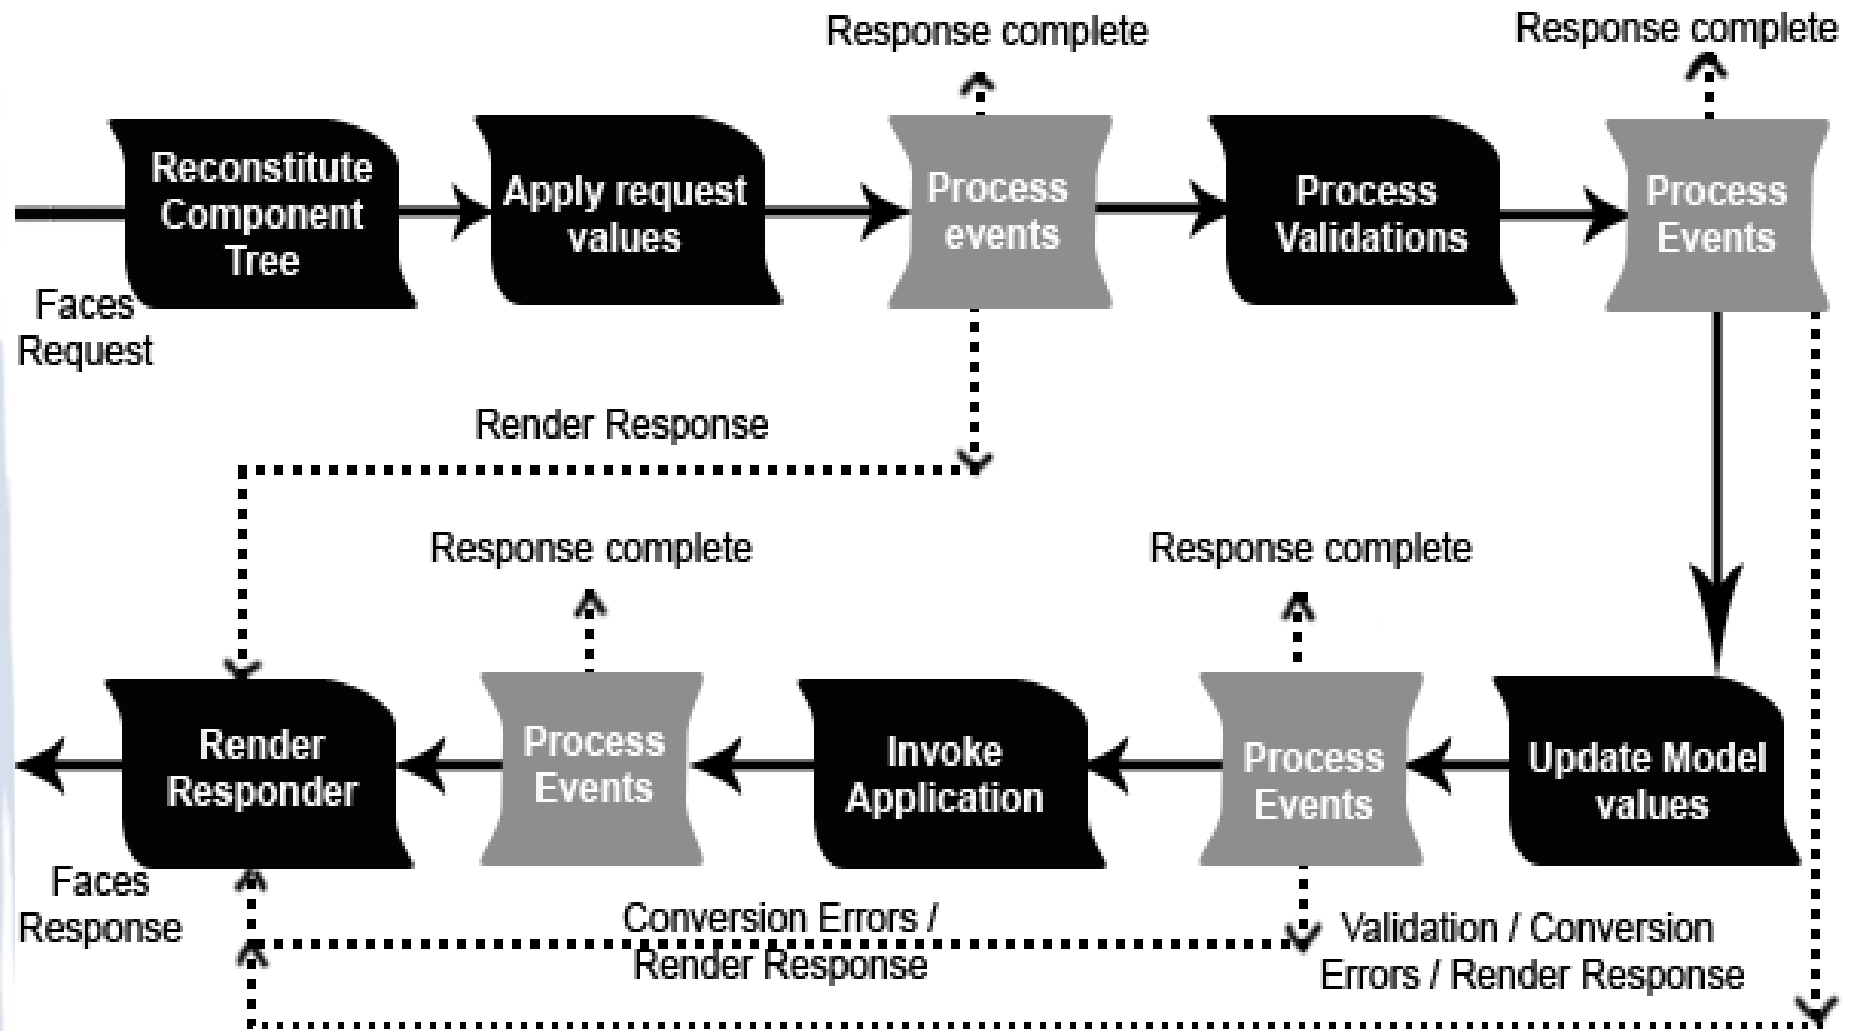 Response complete
Response complete
Reconstitute
Component
Tree
Apply request
values
Process
events
Process
Validations
Process
Events
Faces
Request
Render Response
Response complete
Response complete
Render
Responder
Process
Events
Invoke
Application
Process
Events
Update Model
values
Faces
Response
Conversion Errors /
Render Response
Validation / Conversion
Errors / Render Response